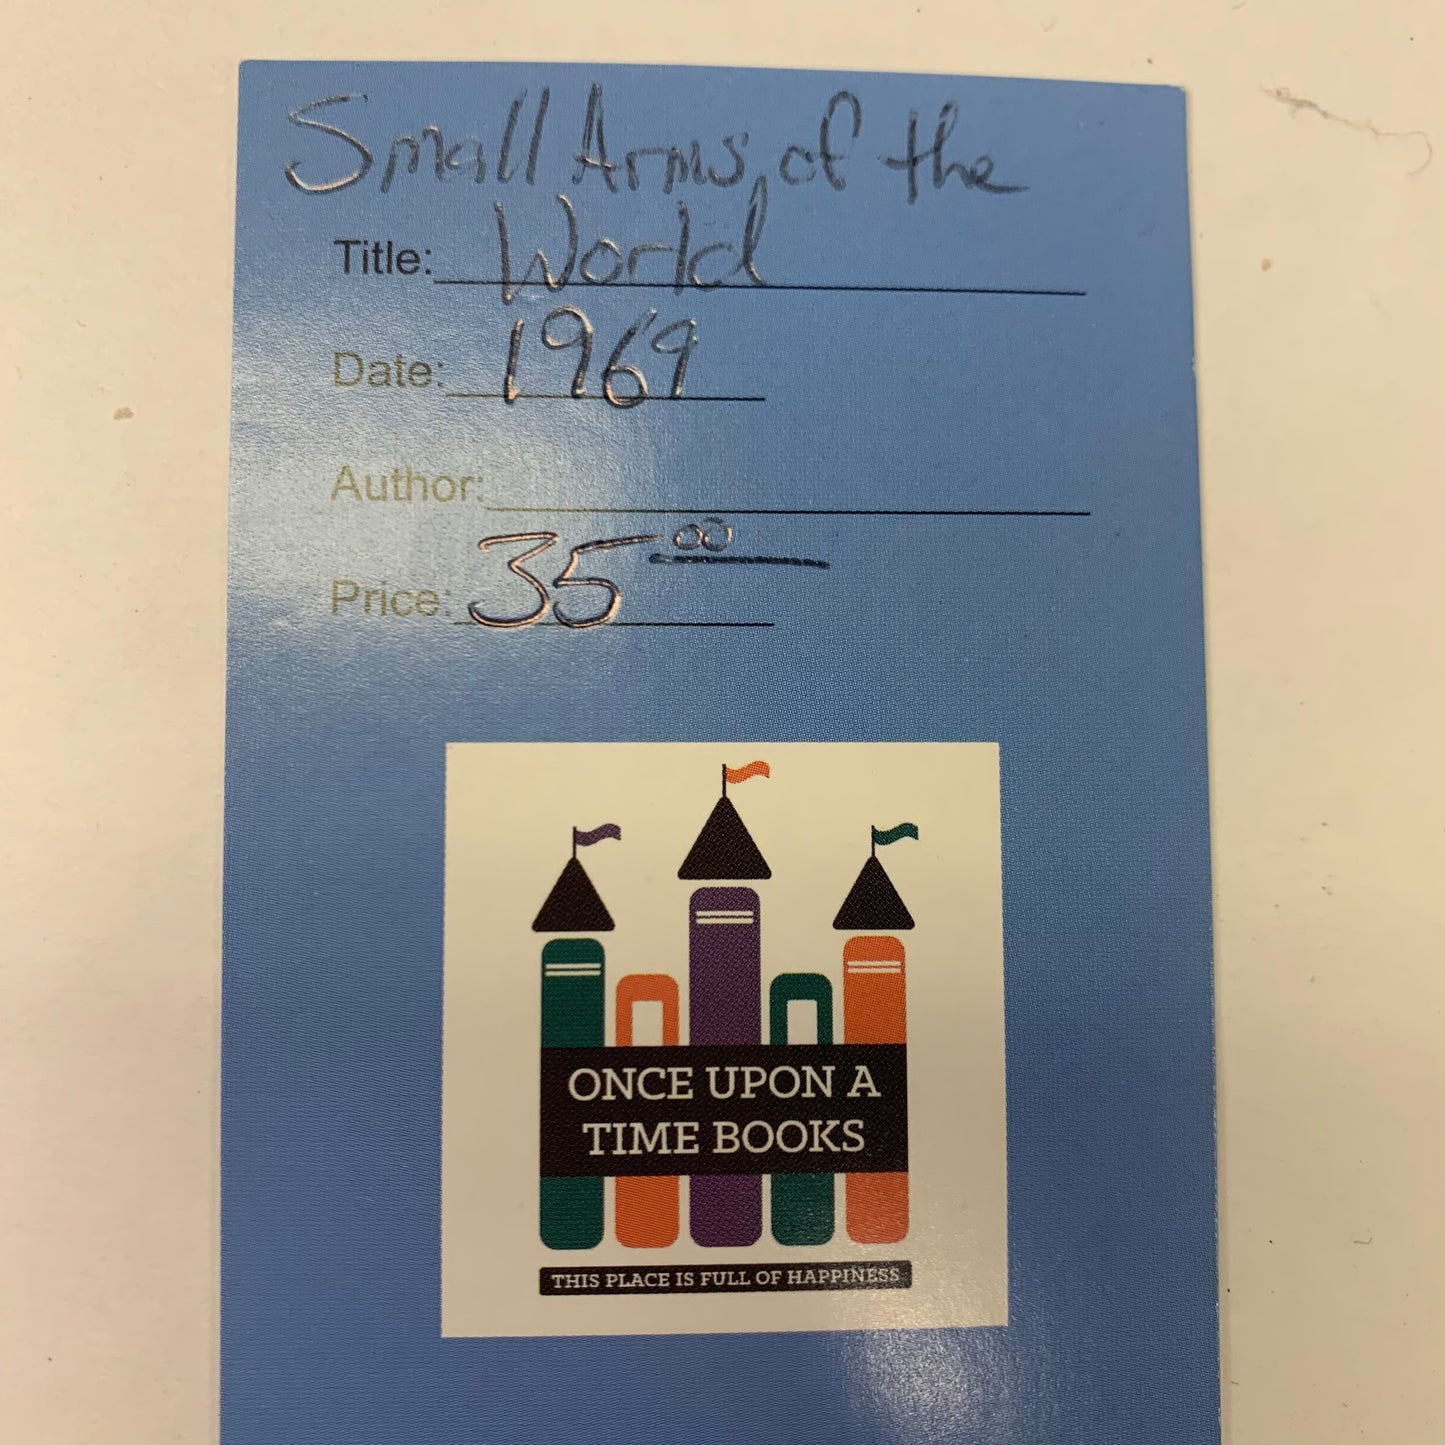 Small Arms, of the
Title: World
Date: 1969
Author:
Price: 35 00
ONCE UPON A
TIME BOOKS
THIS PLACE IS FULL OF HAPPINESS